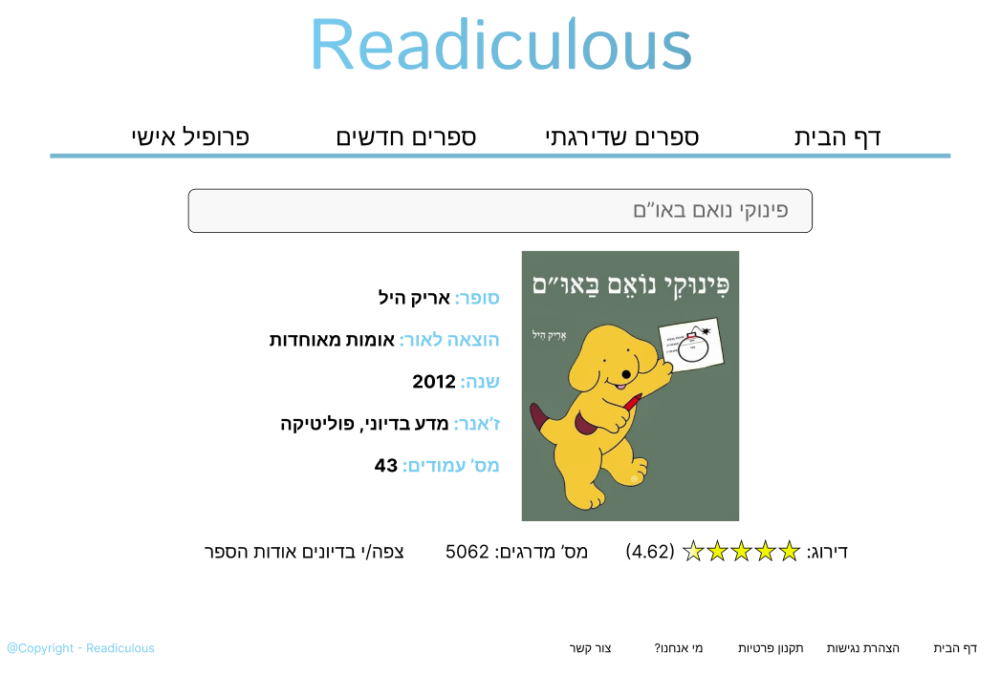 Readiculous
דף הבית ספרים שדירגתי ספרים חדשים פרופיל אישי
פינוקי נואם באו”ם
פִּינוּקִי נוֹאֵם בַּאוּ״ם
אֶרִיק הִיל
סופר: אריק היל
הוצאה לאור: אומות מאוחדות
שנה: 2012
ז’אנר: מדע בדיוני, פוליטיקה
מס’ עמודים: 43
דירוג: (4.62) מס’ מדרגים: 5062 צפה/י בדיונים אודות הספר
דף הבית הצהרת נגישות תקנון פרטיות מי אנחנו? צור קשר
@Copyright - Readiculous